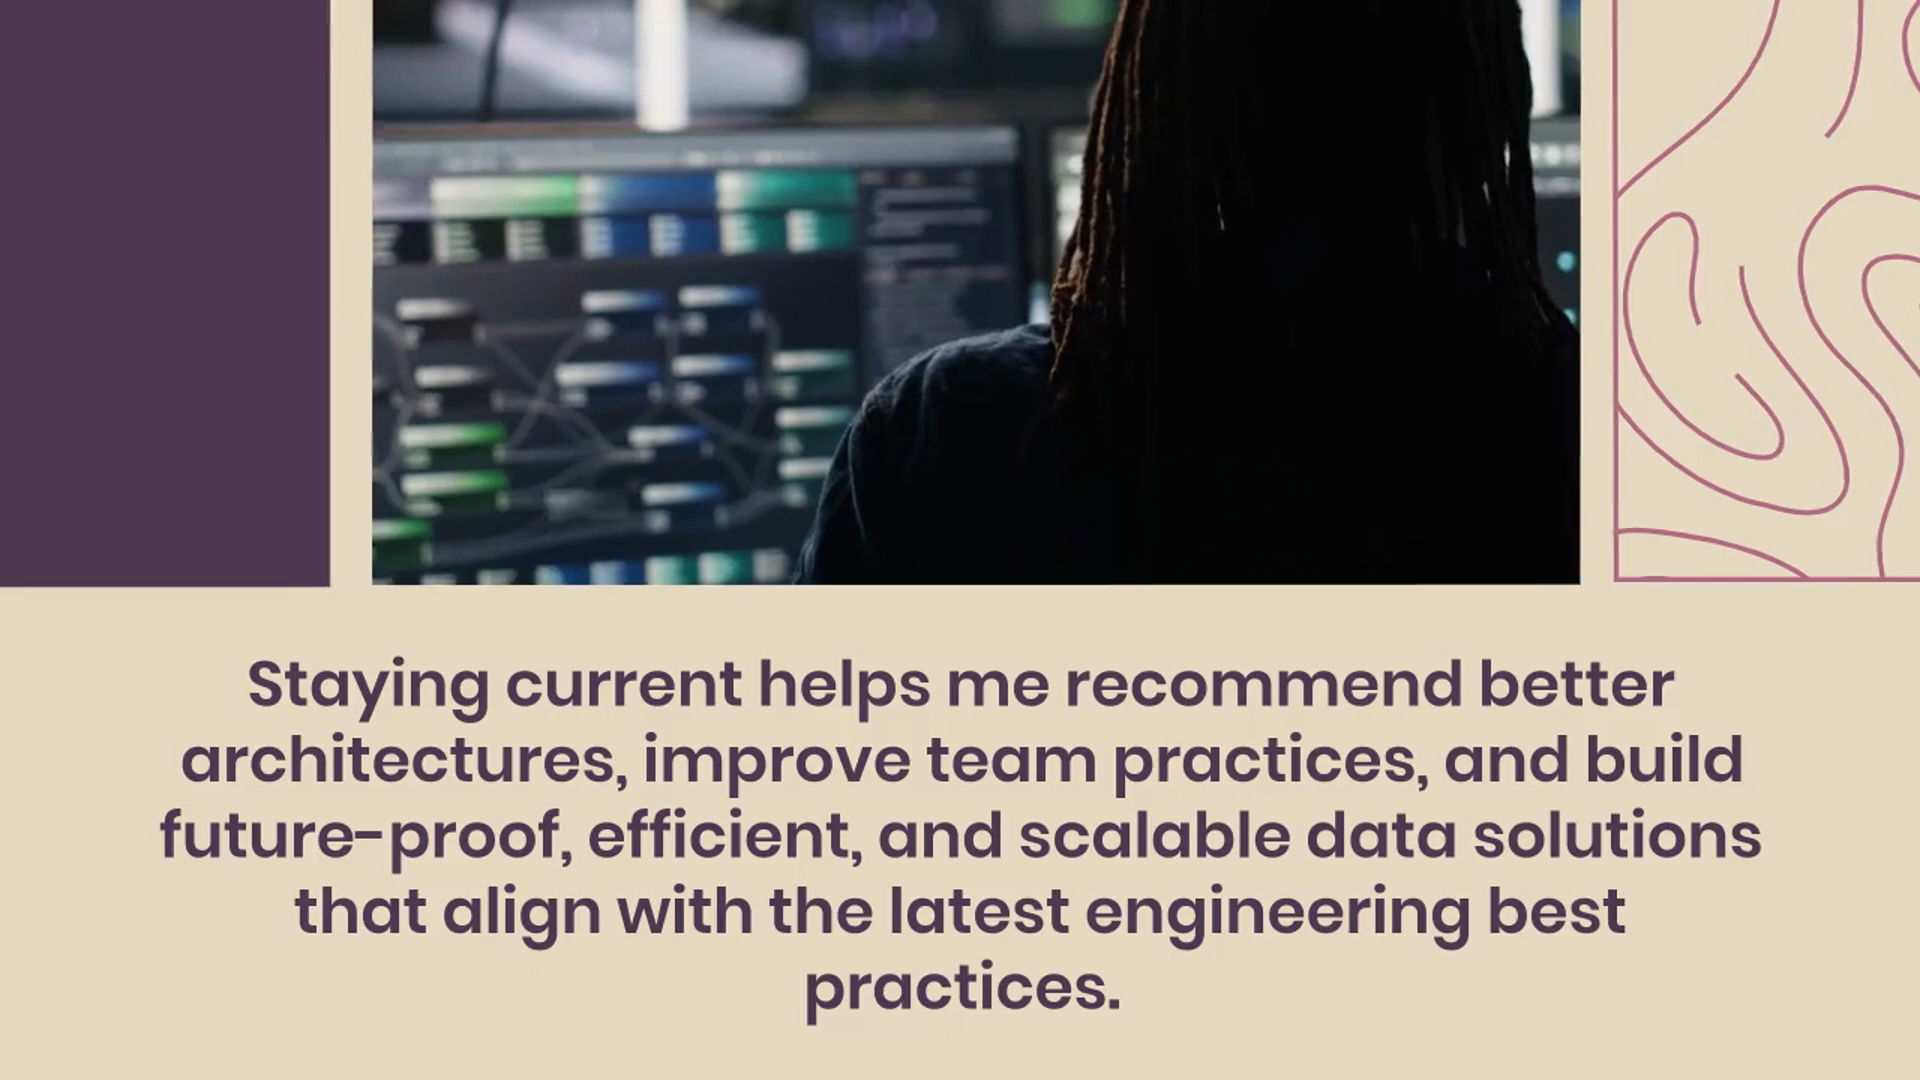 Staying current helps me recommend better
architectures, improve team practices, and build
future-proof, efficient, and scalable data solutions
that align with the latest engineering best
practices.